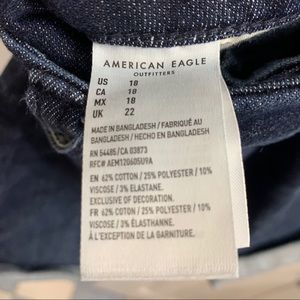 AMERICAN EAGLE
OUTFITTERS
US 18
CA 18
MX 18
UK 22
MADE IN BANGLADESH / FABRIQUÉ AU
BANGLADESH / HECHO EN BANGLADESH
RN 54485/CA 03873
RFC# AEM120605U9A
EN 62% COTTON / 25% POLYESTER / 10%
VISCOSE / 3% ELASTANE.
EXCLUSIVE OF DECORATION.
FR 62% COTON / 25% POLYESTER / 10%
VISCOSE / 3% ÉLASTHANNE.
À L'EXCEPTION DE LA GARNITURE.